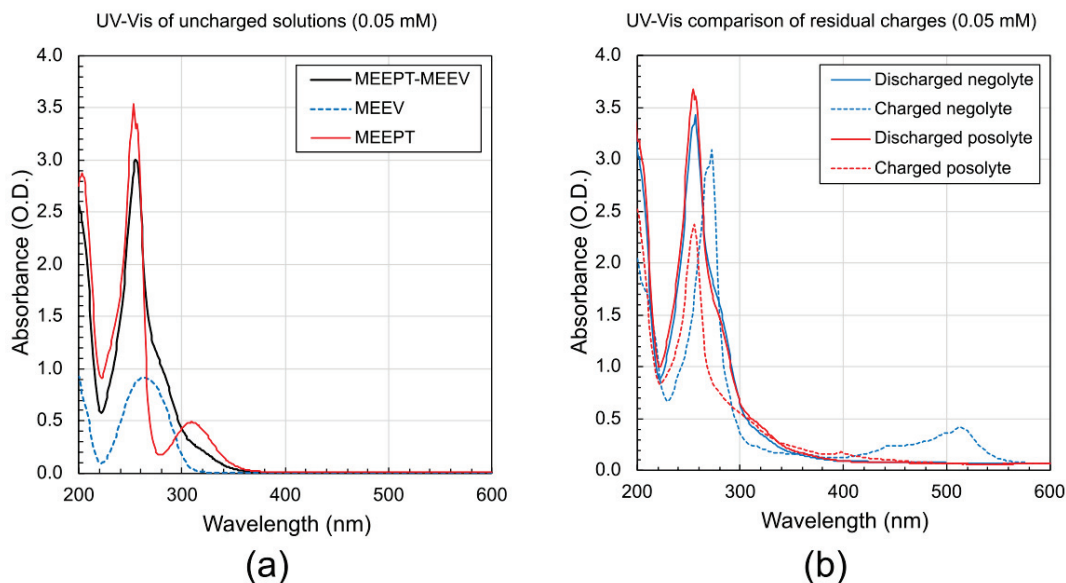 UV-Vis of uncharged solutions (0.05 mM)
4.0
3.5
3.0
2.5
2.0
1.5
1.0
0.5
0.0
Absorbance (O.D.)
MEEPT-MEEV
MEEV
MEEPT
200
300
400
500
600
Wavelength (nm)
(a)
UV-Vis comparison of residual charges (0.05 mM)
4.0
3.5
3.0
2.5
2.0
1.5
1.0
0.5
0.0
Absorbance (O.D.)
Discharged negolyte
Charged negolyte
Discharged posolyte
Charged posolyte
200
300
400
500
600
Wavelength (nm)
(b)